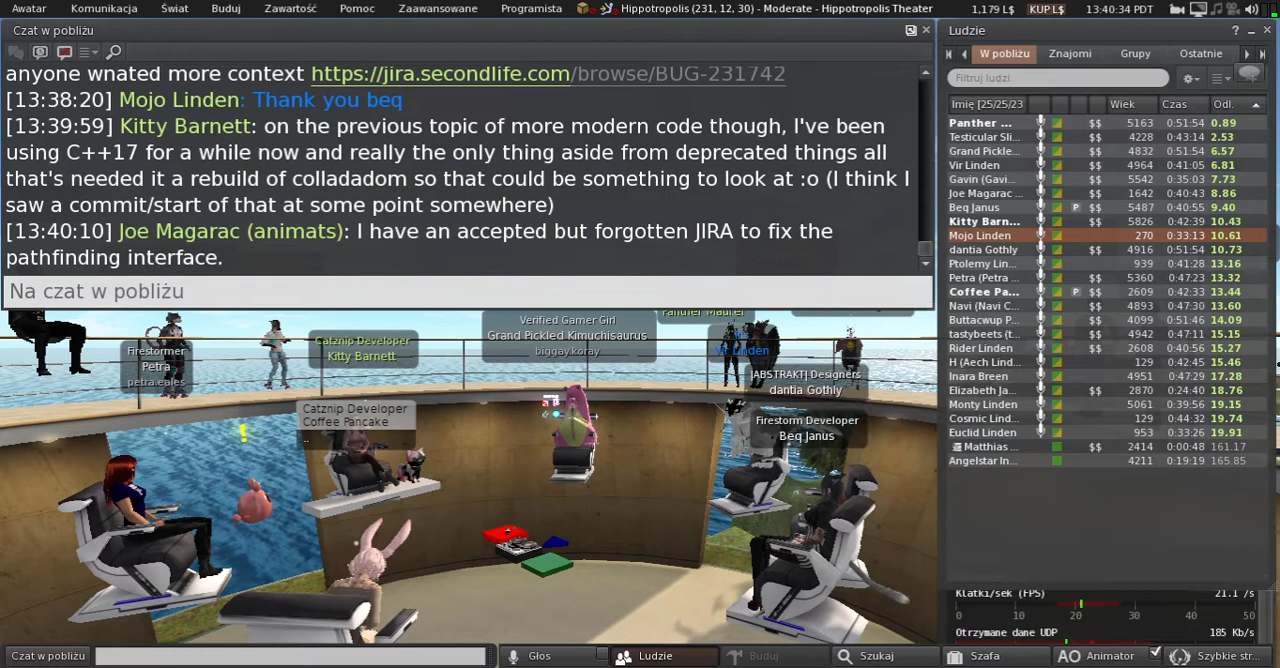 Awatar Komunikacja Świat Buduj Zawartość Pomoc Zaawansowane Programista Hippotropolis (231, 12, 30) - Moderate - Hippotropolis Theater 1,179 L$ KUP L$ 13:40:34 PDT
Czat w pobliżu
anyone wnated more context https://jira.secondlife.com/browse/BUG-231742
[13:38:20] Mojo Linden: Thank you beq
[13:39:59] Kitty Barnett: on the previous topic of more modern code though, I've been
using C++17 for a while now and really the only thing aside from deprecated things all
that's needed it a rebuild of colladadom so that could be something to look at :o (I think I
saw a commit/start of that at some point somewhere)
[13:40:10] Joe Magarac (animats): I have an accepted but forgotten JIRA to fix the
pathfinding interface.
Na czat w pobliżu
Panther Maurer
Verified Gamer Girl
Grand Pickled Kimuchisaurus
biggay.koray
Catznip Developer
Kitty Barnett
Firestormer
Petra
petra.eales
Vir Linden
|ABSTRAKT| Designers
dantia Gothly
Catznip Developer
Coffee Pancake
Firestorm Developer
Beq Janus
Ludzie
W pobliżu Znajomi Grupy Ostatnie
Filtruj ludzi
Imię [25/25/23 Wiek Czas Odl.
Panther ... $$ 5163 0:51:54 0.89
Testicular Sli... $$ 4228 0:43:14 2.53
Grand Pickle... $$ 4832 0:51:54 6.57
Vir Linden $$ 4964 0:41:05 6.81
Gavin (Gavi... $$ 5542 0:35:03 7.73
Joe Magarac ... $$ 1642 0:40:43 8.86
Beq Janus P $$ 5487 0:40:55 9.40
Kitty Barn... $$ 5826 0:42:39 10.43
Mojo Linden 270 0:33:13 10.61
dantia Gothly $$ 4916 0:51:54 10.73
Ptolemy Lin... 939 0:41:28 13.16
Petra (Petra ... $$ 5360 0:47:23 13.32
Coffee Pa... P $$ 2609 0:42:33 13.44
Navi (Navi C... $$ 4893 0:47:30 13.60
Buttacwup P... $$ 4099 0:51:46 14.09
tastybeets (t... $$ 4942 0:47:11 15.15
Rider Linden $$ 2608 0:40:56 15.27
H (Aech Lind... 129 0:42:45 15.46
Inara Breen 4951 0:47:29 17.28
Elizabeth Ja... $$ 2870 0:24:40 18.76
Monty Linden 5061 0:39:56 19.15
Cosmic Lind... 129 0:44:32 19.74
Euclid Linden 953 0:33:26 19.91
Matthias ... $$ 2414 0:00:48 161.17
Angelstar In... 4211 0:19:19 165.85
Klatki/sek (FPS) 21.1 /s
0 10 20 30 40 50
Otrzymane dane UDP 185 Kb/s
Czat w pobliżu Głos Ludzie Buduj Szukaj Szafa AO Animator Szybkie str...